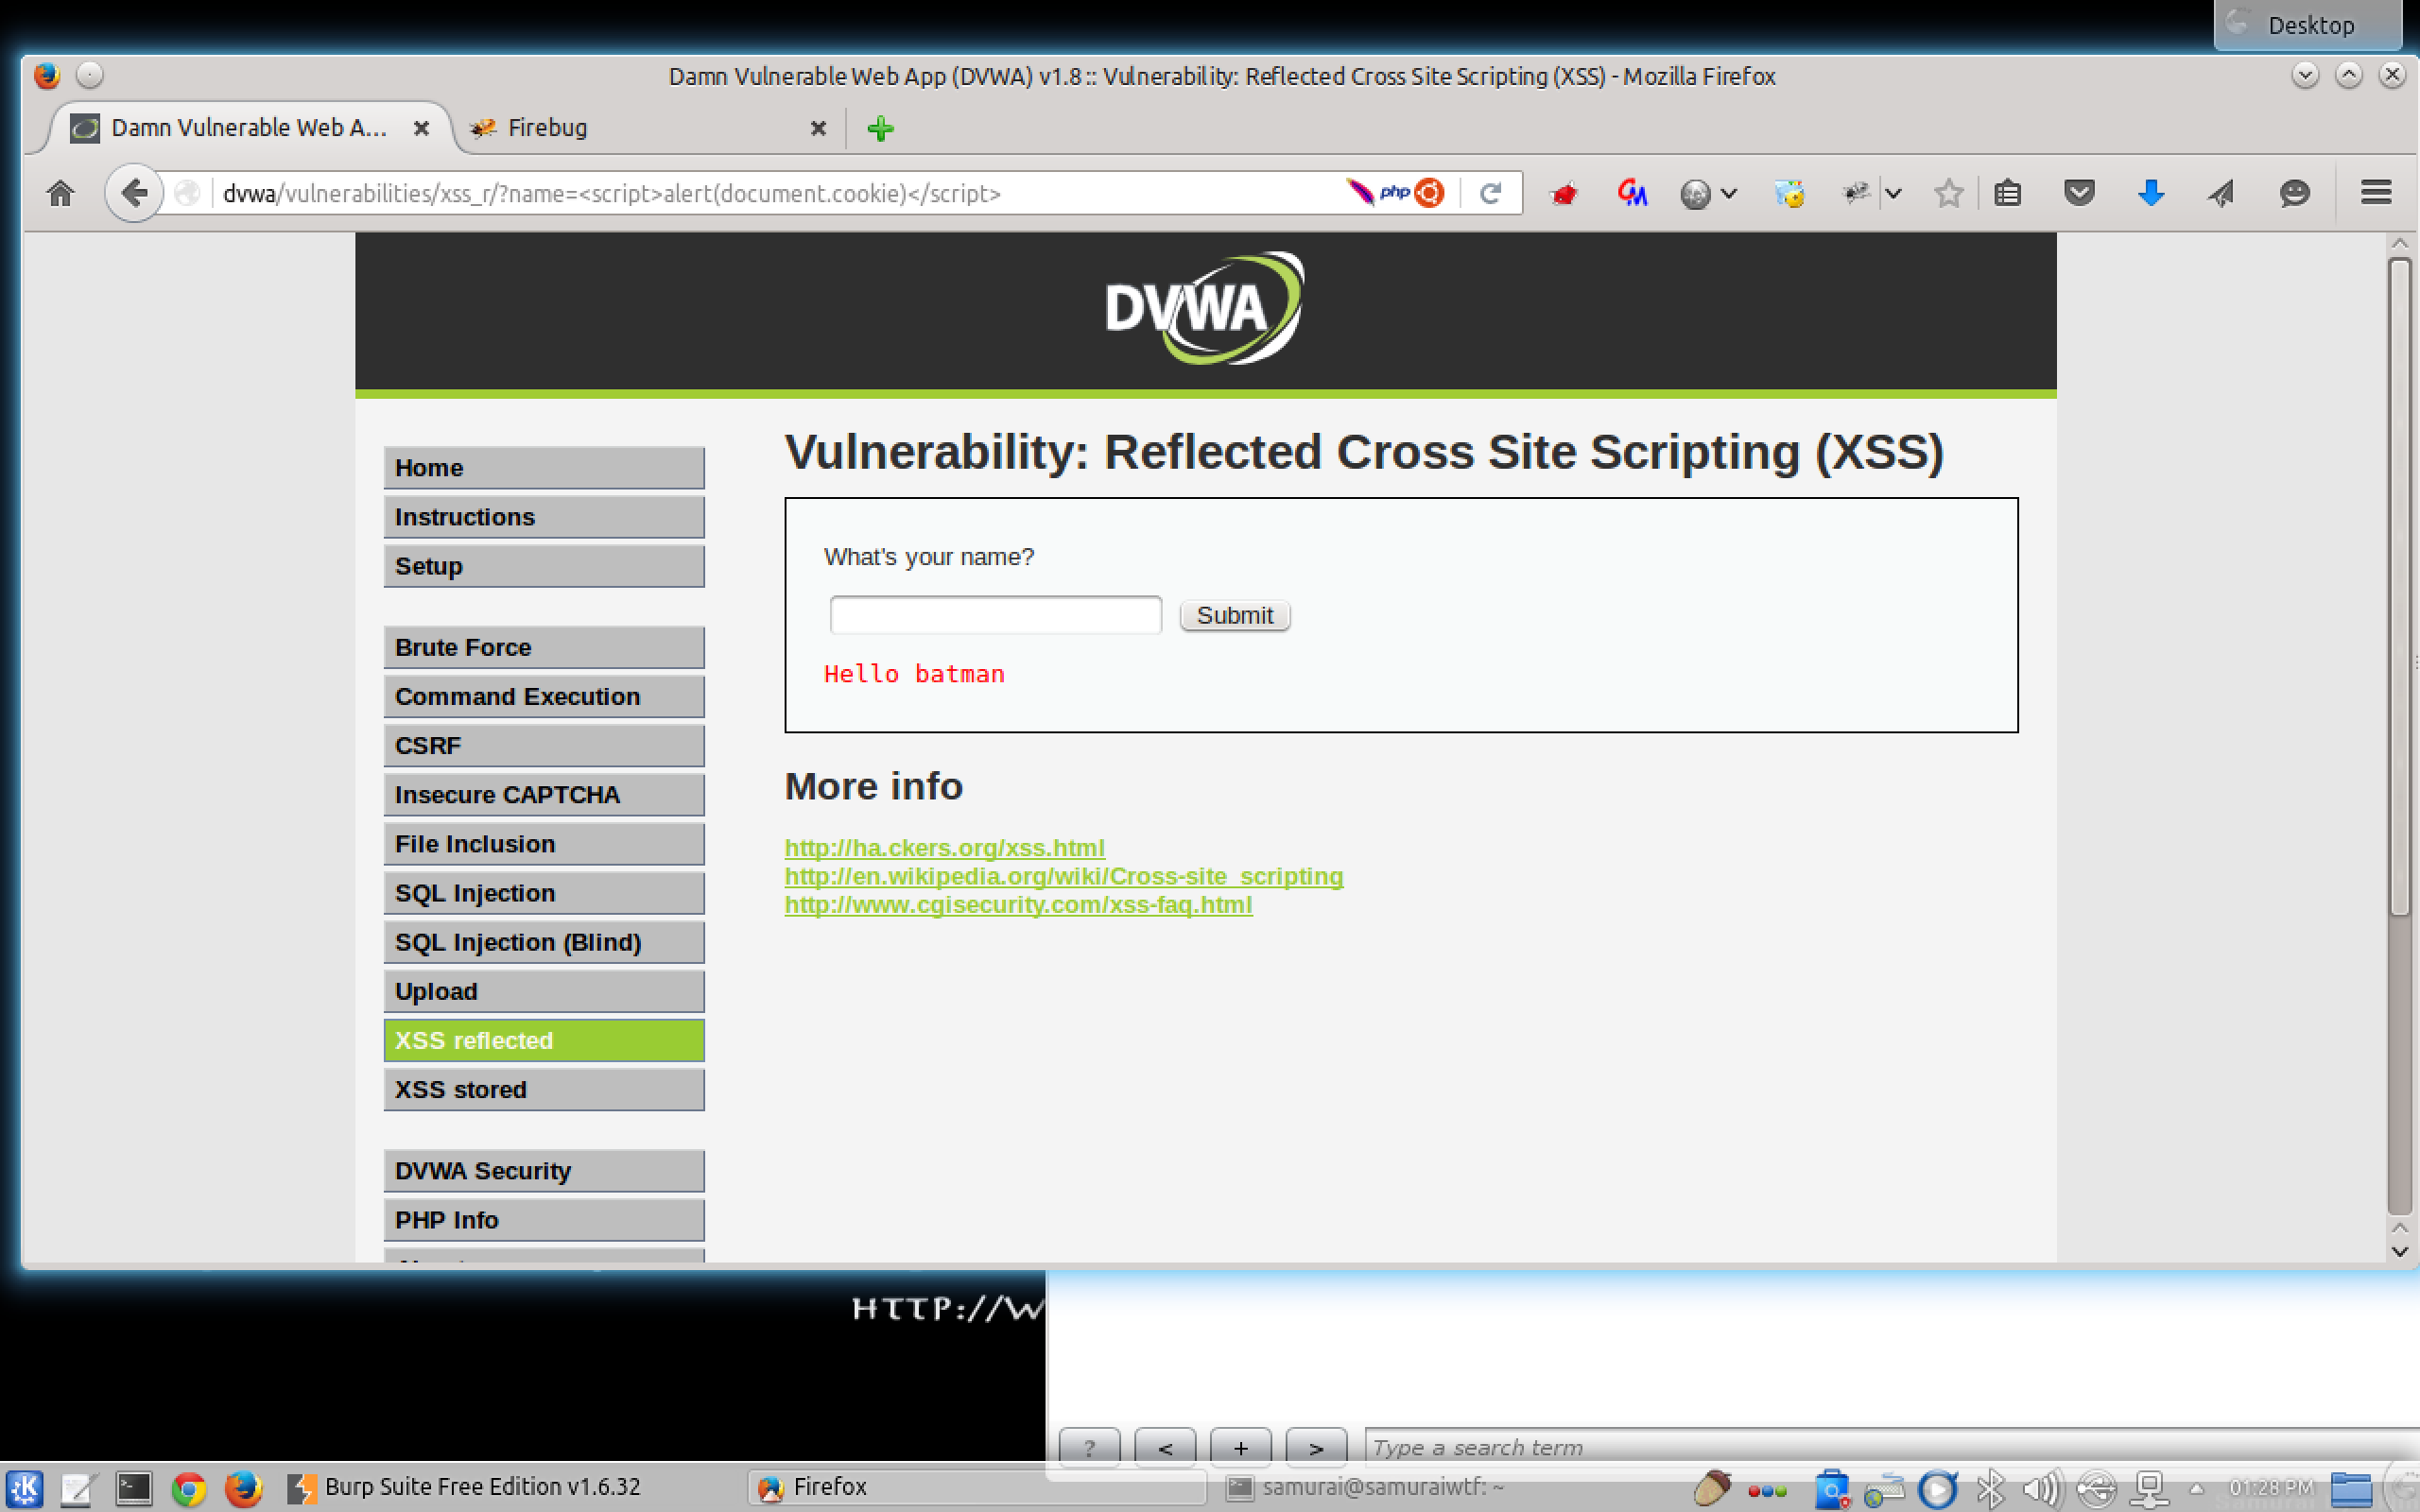 Desktop
Damn Vulnerable Web App (DVWA) v1.8 :: Vulnerability: Reflected Cross Site Scripting (XSS) - Mozilla Firefox
Damn Vulnerable Web A...
Firebug
dvwa/vulnerabilities/xss_r/?name=<script>alert(document.cookie)</script>
php
DVWA
Home
Instructions
Setup
Brute Force
Command Execution
CSRF
Insecure CAPTCHA
File Inclusion
SQL Injection
SQL Injection (Blind)
Upload
XSS reflected
XSS stored
DVWA Security
PHP Info
Vulnerability: Reflected Cross Site Scripting (XSS)
What's your name?
Submit
Hello batman
More info
http://ha.ckers.org/xss.html
http://en.wikipedia.org/wiki/Cross-site_scripting
http://www.cgisecurity.com/xss-faq.html
HTTP://W
? < + > Type a search term
Burp Suite Free Edition v1.6.32
Firefox
samurai@samuraiwtf: ~
01:28 PM